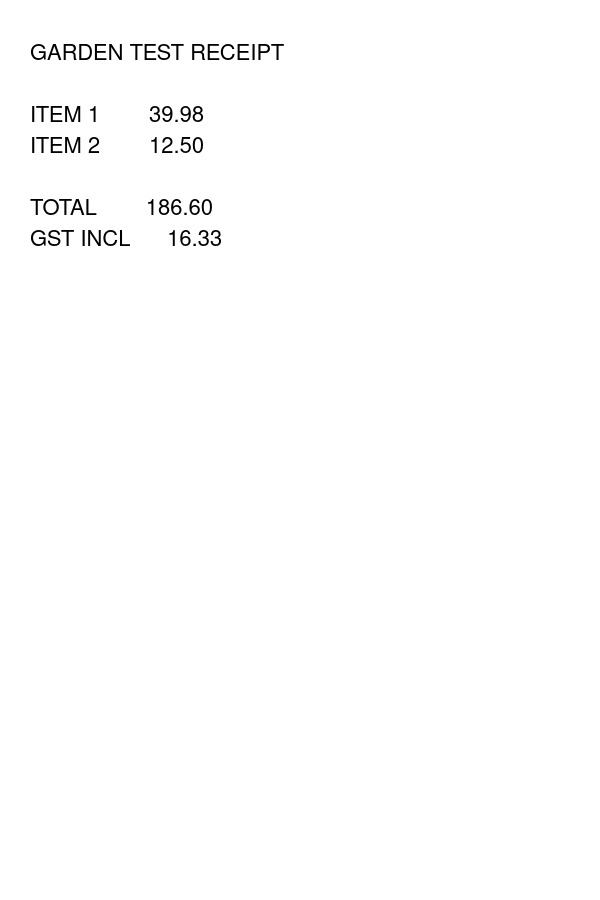 GARDEN TEST RECEIPT
ITEM 1 39.98
ITEM 2 12.50
TOTAL 186.60
GST INCL 16.33